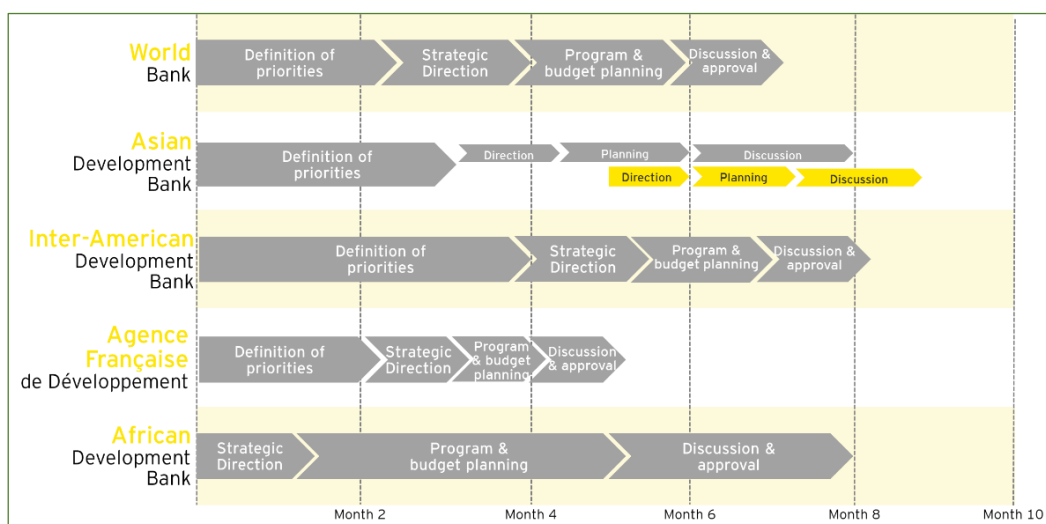 World
Bank
Definition of
priorities
Strategic
Direction
Program &
budget planning
Discussion &
approval
Asian
Development
Bank
Definition of
priorities
Direction
Planning
Discussion
Direction
Planning
Discussion
Inter-American
Development
Bank
Definition of
priorities
Strategic
Direction
Program &
budget planning
Discussion
& approval
Agence
Française
de Développement
Definition of
priorities
Strategic
Direction
Program
& budget
planning
Discussion
& approval
African
Development
Bank
Strategic
Direction
Program &
budget planning
Discussion &
approval
Month 2
Month 4
Month 6
Month 8
Month 10